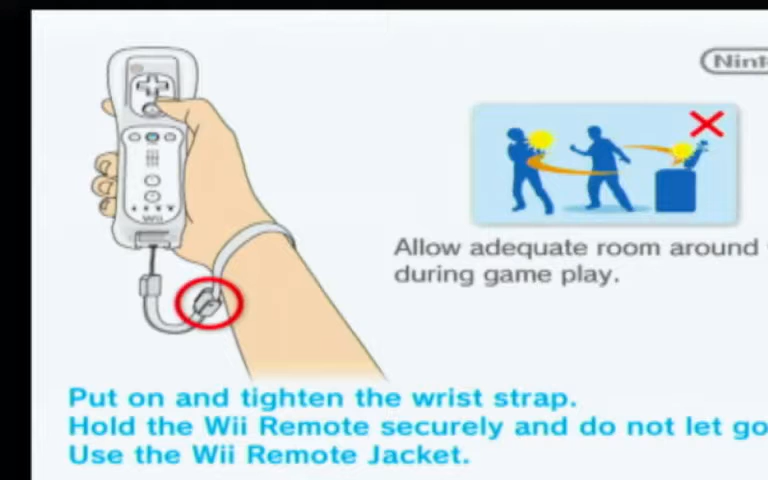 Allow adequate room around
during game play.
Wii
Put on and tighten the wrist strap.
Hold the Wii Remote securely and do not let go
Use the Wii Remote Jacket.